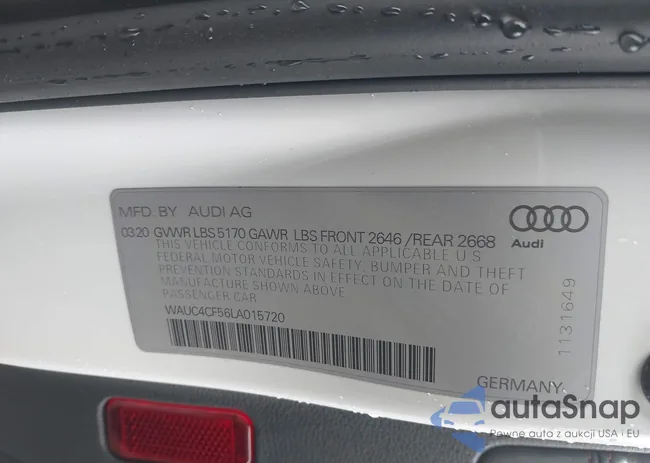 MFD. BY AUDI AG
03.20 GVWR LBS 5170 GAWR LBS FRONT 2646 /REAR 2668
THIS VEHICLE CONFORMS TO ALL APPLICABLE U S
FEDERAL MOTOR VEHICLE SAFETY, BUMPER AND THEFT
PREVENTION STANDARDS IN EFFECT ON THE DATE OF
MANUFACTURE SHOWN ABOVE
PASSENGER CAR
WAUC4CF56LA015720
Audi
1131649
GERMANY
autaSnap
Pewne auta z aukcji USA i EU